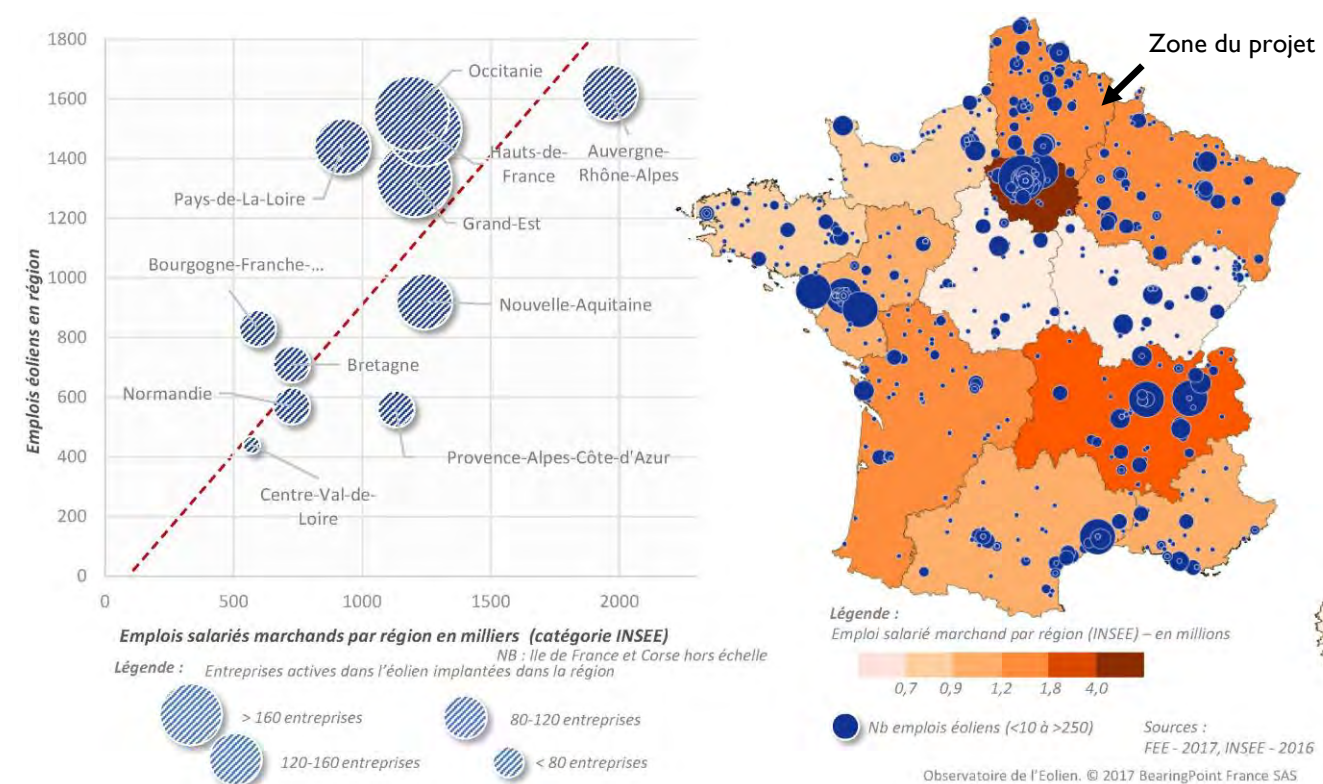 1800
1600
1400
1200
1000
800
600
400
200
0
Emplois éoliens en région
Occitanie
Hauts-de-
France
Auvergne-
Rhône-Alpes
Pays-de-La-Loire
Grand-Est
Bourgogne-Franche-...
Nouvelle-Aquitaine
Bretagne
Normandie
Provence-Alpes-Côte-d'Azur
Centre-Val-de-
Loire
0 500 1000 1500 2000
Emplois salariés marchands par région en milliers (catégorie INSEE)
NB : Ile de France et Corse hors échelle
Légende : Entreprises actives dans l'éolien implantées dans la région
> 160 entreprises
80-120 entreprises
120-160 entreprises
< 80 entreprises
Zone du projet
Légende :
Emploi salarié marchand par région (INSEE) – en millions
0,7 0,9 1,2 1,8 4,0
Nb emplois éoliens (<10 à >250)
Sources :
FEE - 2017, INSEE - 2016
Observatoire de l'Eolien. © 2017 BearingPoint France SAS